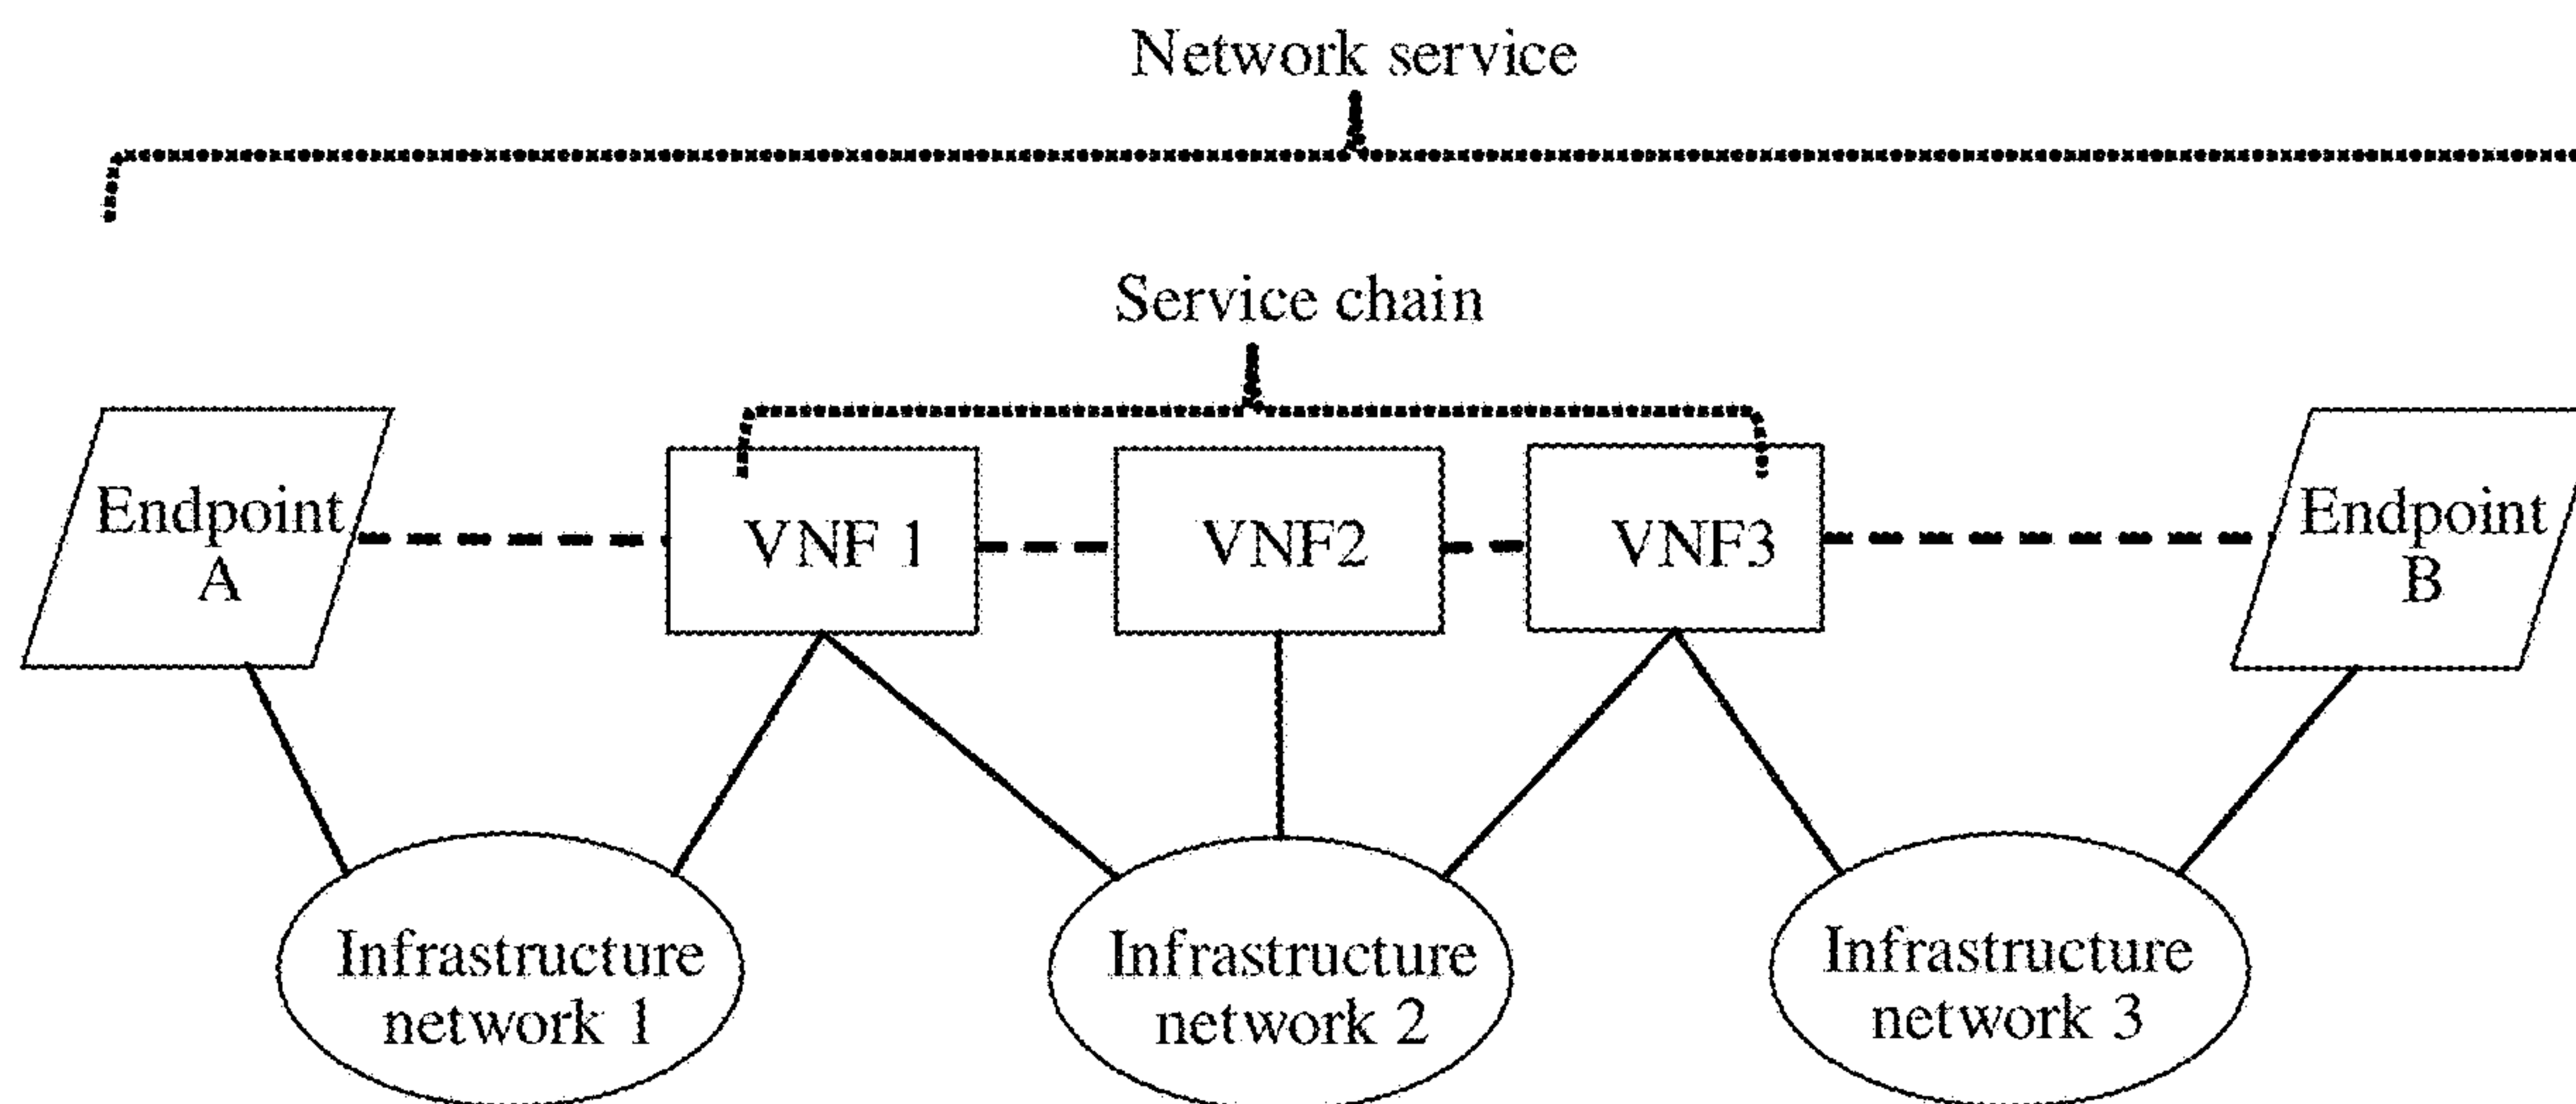 Network service
Service chain
Endpoint
A
VNF 1
VNF2
VNF3
Endpoint
B
Infrastructure
network 1
Infrastructure
network 2
Infrastructure
network 3